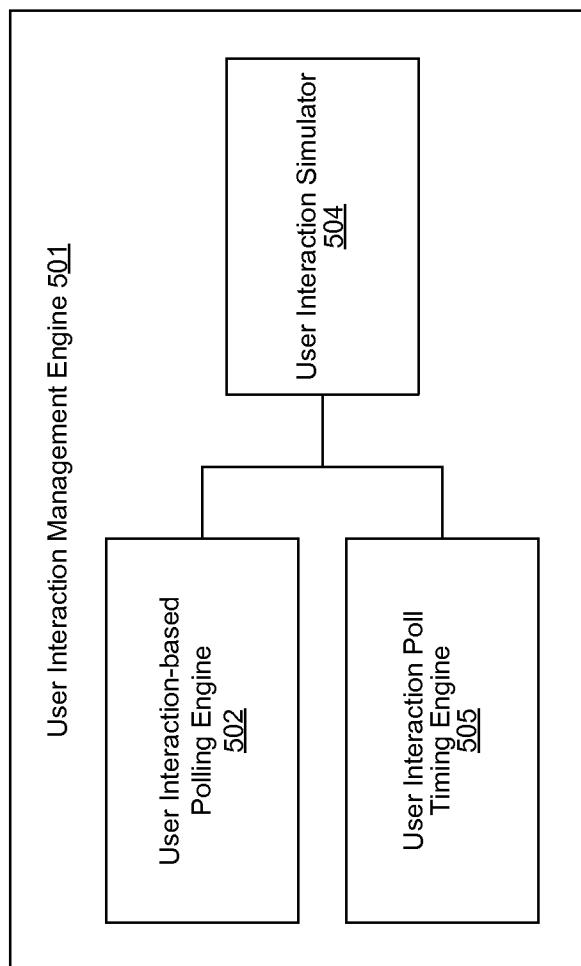 User Interaction Management Engine 501
User Interaction-based
Polling Engine
502
User Interaction Simulator
504
User Interaction Poll
Timing Engine
505